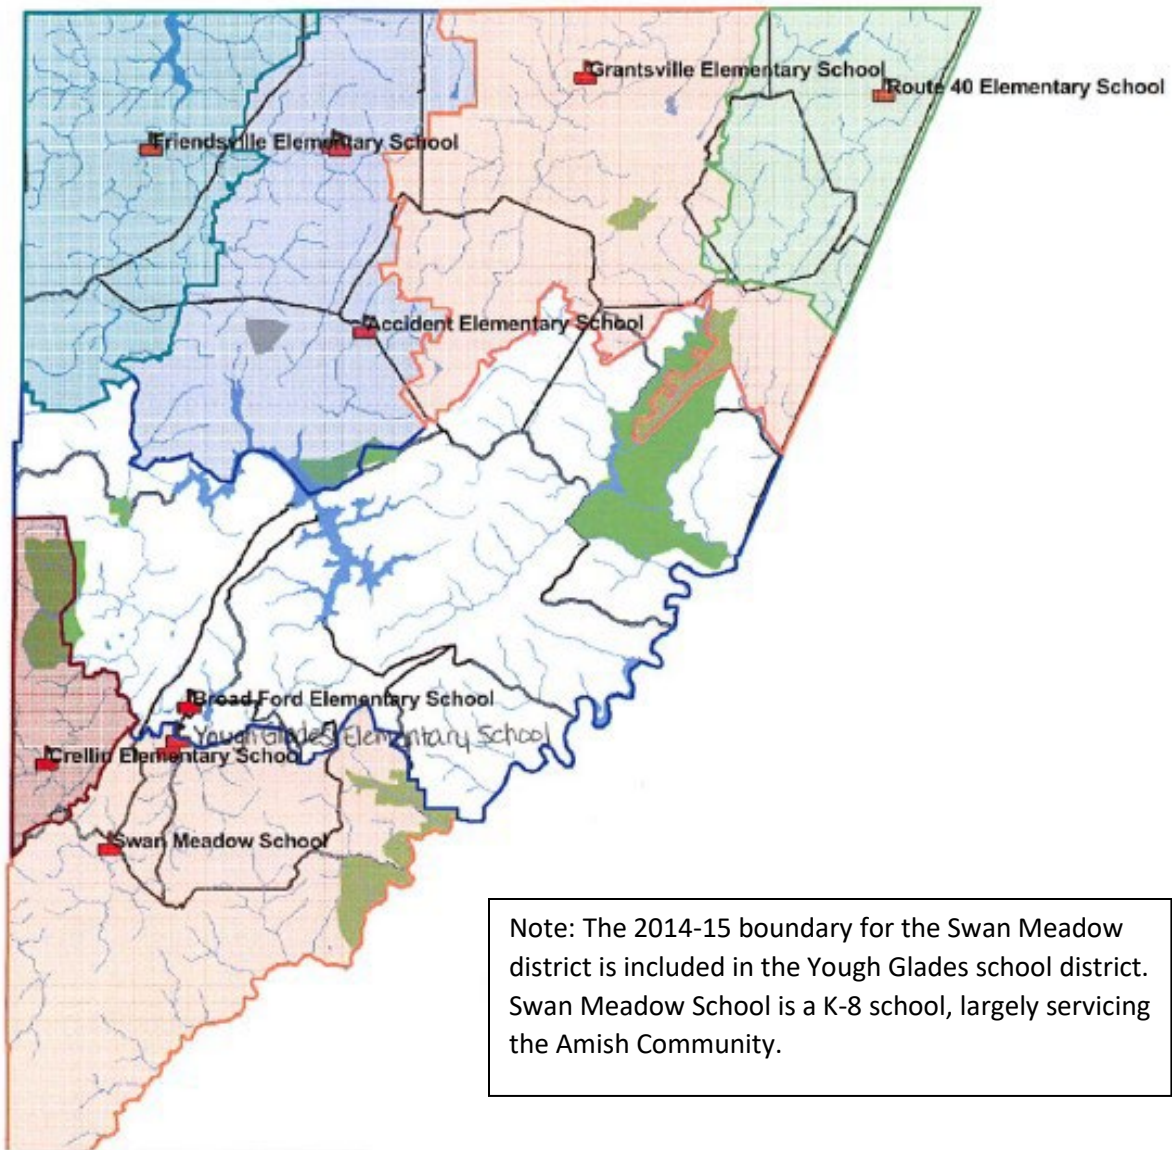 Grantsville Elementary School
Route 40 Elementary School
Friendsville Elementary School
Accident Elementary School
Broad Ford Elementary School
Yough Glades Elementary School
Crellin Elementary School
Swan Meadow School
Note: The 2014-15 boundary for the Swan Meadow
district is included in the Yough Glades school district.
Swan Meadow School is a K-8 school, largely servicing
the Amish Community.